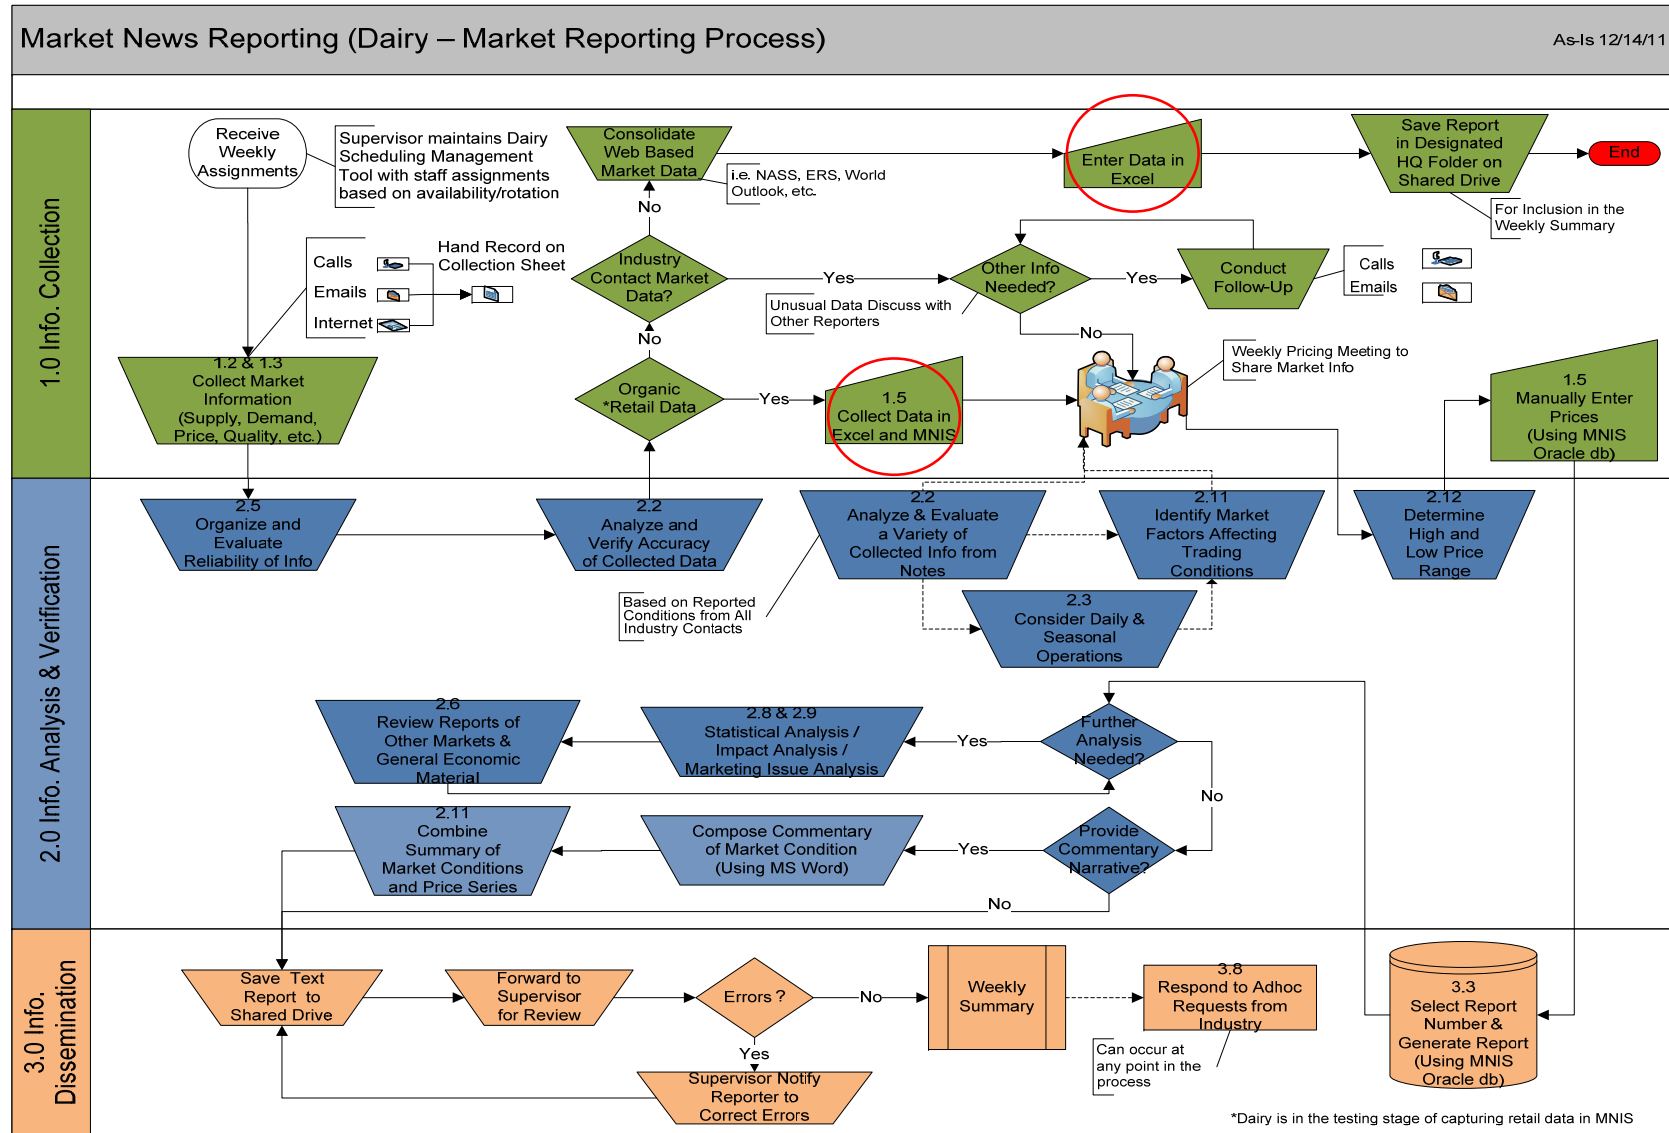 Market News Reporting (Dairy – Market Reporting Process)
As-Is 12/14/11
1.0 Info. Collection
Receive
Weekly
Assignments
Supervisor maintains Dairy
Scheduling Management
Tool with staff assignments
based on availability/rotation
Consolidate
Web Based
Market Data
i.e. NASS, ERS, World
Outlook, etc.
Enter Data in
Excel
Save Report
in Designated
HQ Folder on
Shared Drive
End
For Inclusion in the
Weekly Summary
No
Calls
Emails
Internet
Hand Record on
Collection Sheet
Industry
Contact Market
Data?
Yes
Other Info
Needed?
Yes
Conduct
Follow-Up
Calls
Emails
Unusual Data Discuss with
Other Reporters
No
No
1.2 & 1.3
Collect Market
Information
(Supply, Demand,
Price, Quality, etc.)
Organic
*Retail Data
Yes
1.5
Collect Data in
Excel and MNIS
Weekly Pricing Meeting to
Share Market Info
1.5
Manually Enter
Prices
(Using MNIS
Oracle db)
2.0 Info. Analysis & Verification
2.5
Organize and
Evaluate
Reliability of Info
2.2
Analyze and
Verify Accuracy
of Collected Data
2.2
Analyze & Evaluate
a Variety of
Collected Info from
Notes
2.11
Identify Market
Factors Affecting
Trading
Conditions
2.12
Determine
High and
Low Price
Range
Based on Reported
Conditions from All
Industry Contacts
2.3
Consider Daily &
Seasonal
Operations
2.6
Review Reports of
Other Markets &
General Economic
Material
2.8 & 2.9
Statistical Analysis /
Impact Analysis /
Marketing Issue Analysis
Yes
Further
Analysis
Needed?
No
2.11
Combine
Summary of
Market Conditions
and Price Series
Compose Commentary
of Market Condition
(Using MS Word)
Yes
Provide
Commentary
Narrative?
No
3.0 Info.
Dissemination
Save Text
Report to
Shared Drive
Forward to
Supervisor
for Review
Errors ?
No
Weekly
Summary
3.8
Respond to Adhoc
Requests from
Industry
3.3
Select Report
Number &
Generate Report
(Using MNIS
Oracle db)
Yes
Can occur at
any point in the
process
Supervisor Notify
Reporter to
Correct Errors
*Dairy is in the testing stage of capturing retail data in MNIS